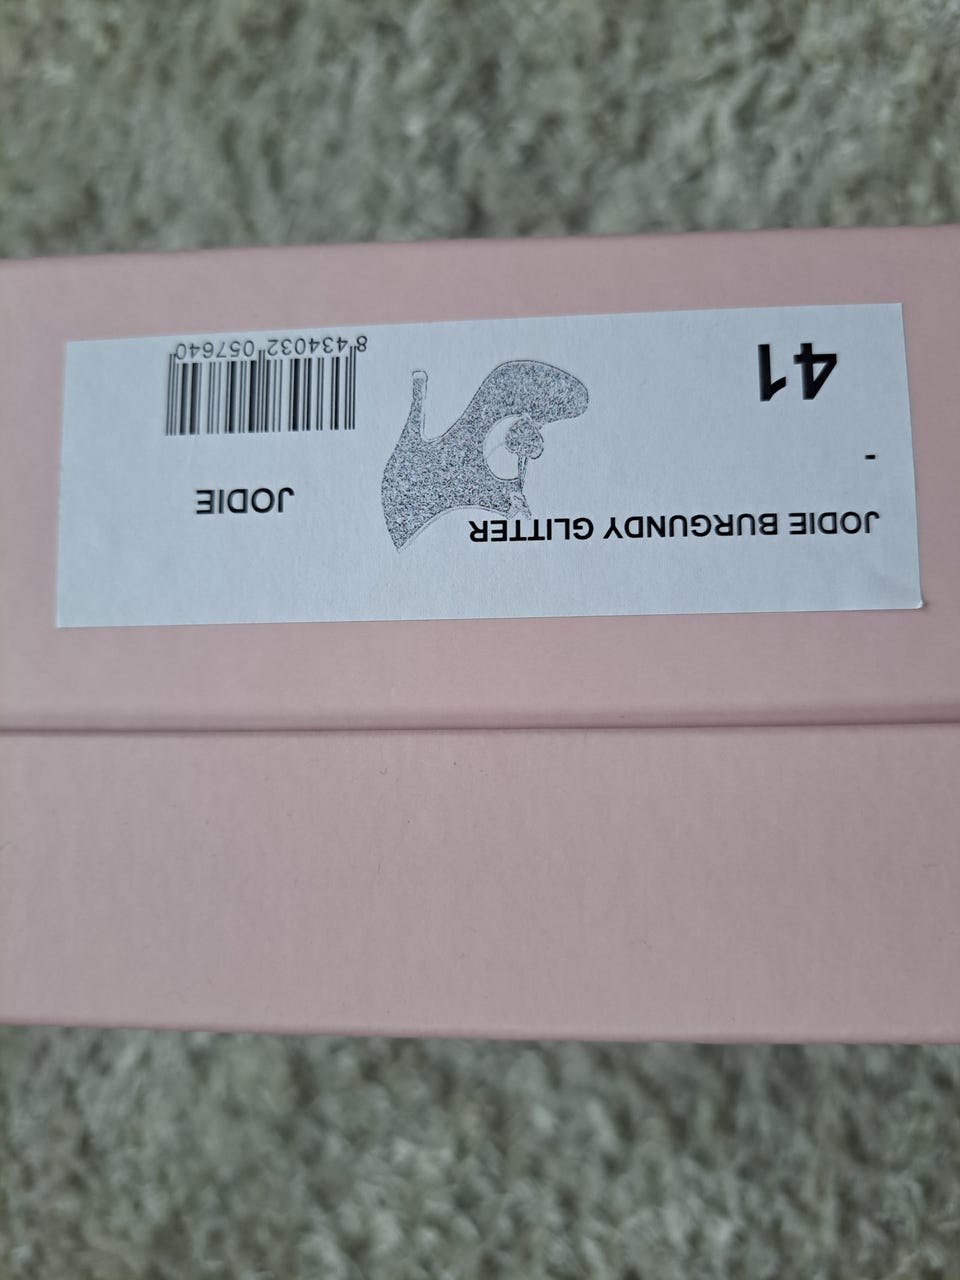 JODIE BURGUNDY GLITTER
-
41
JODIE
8 434032 057640